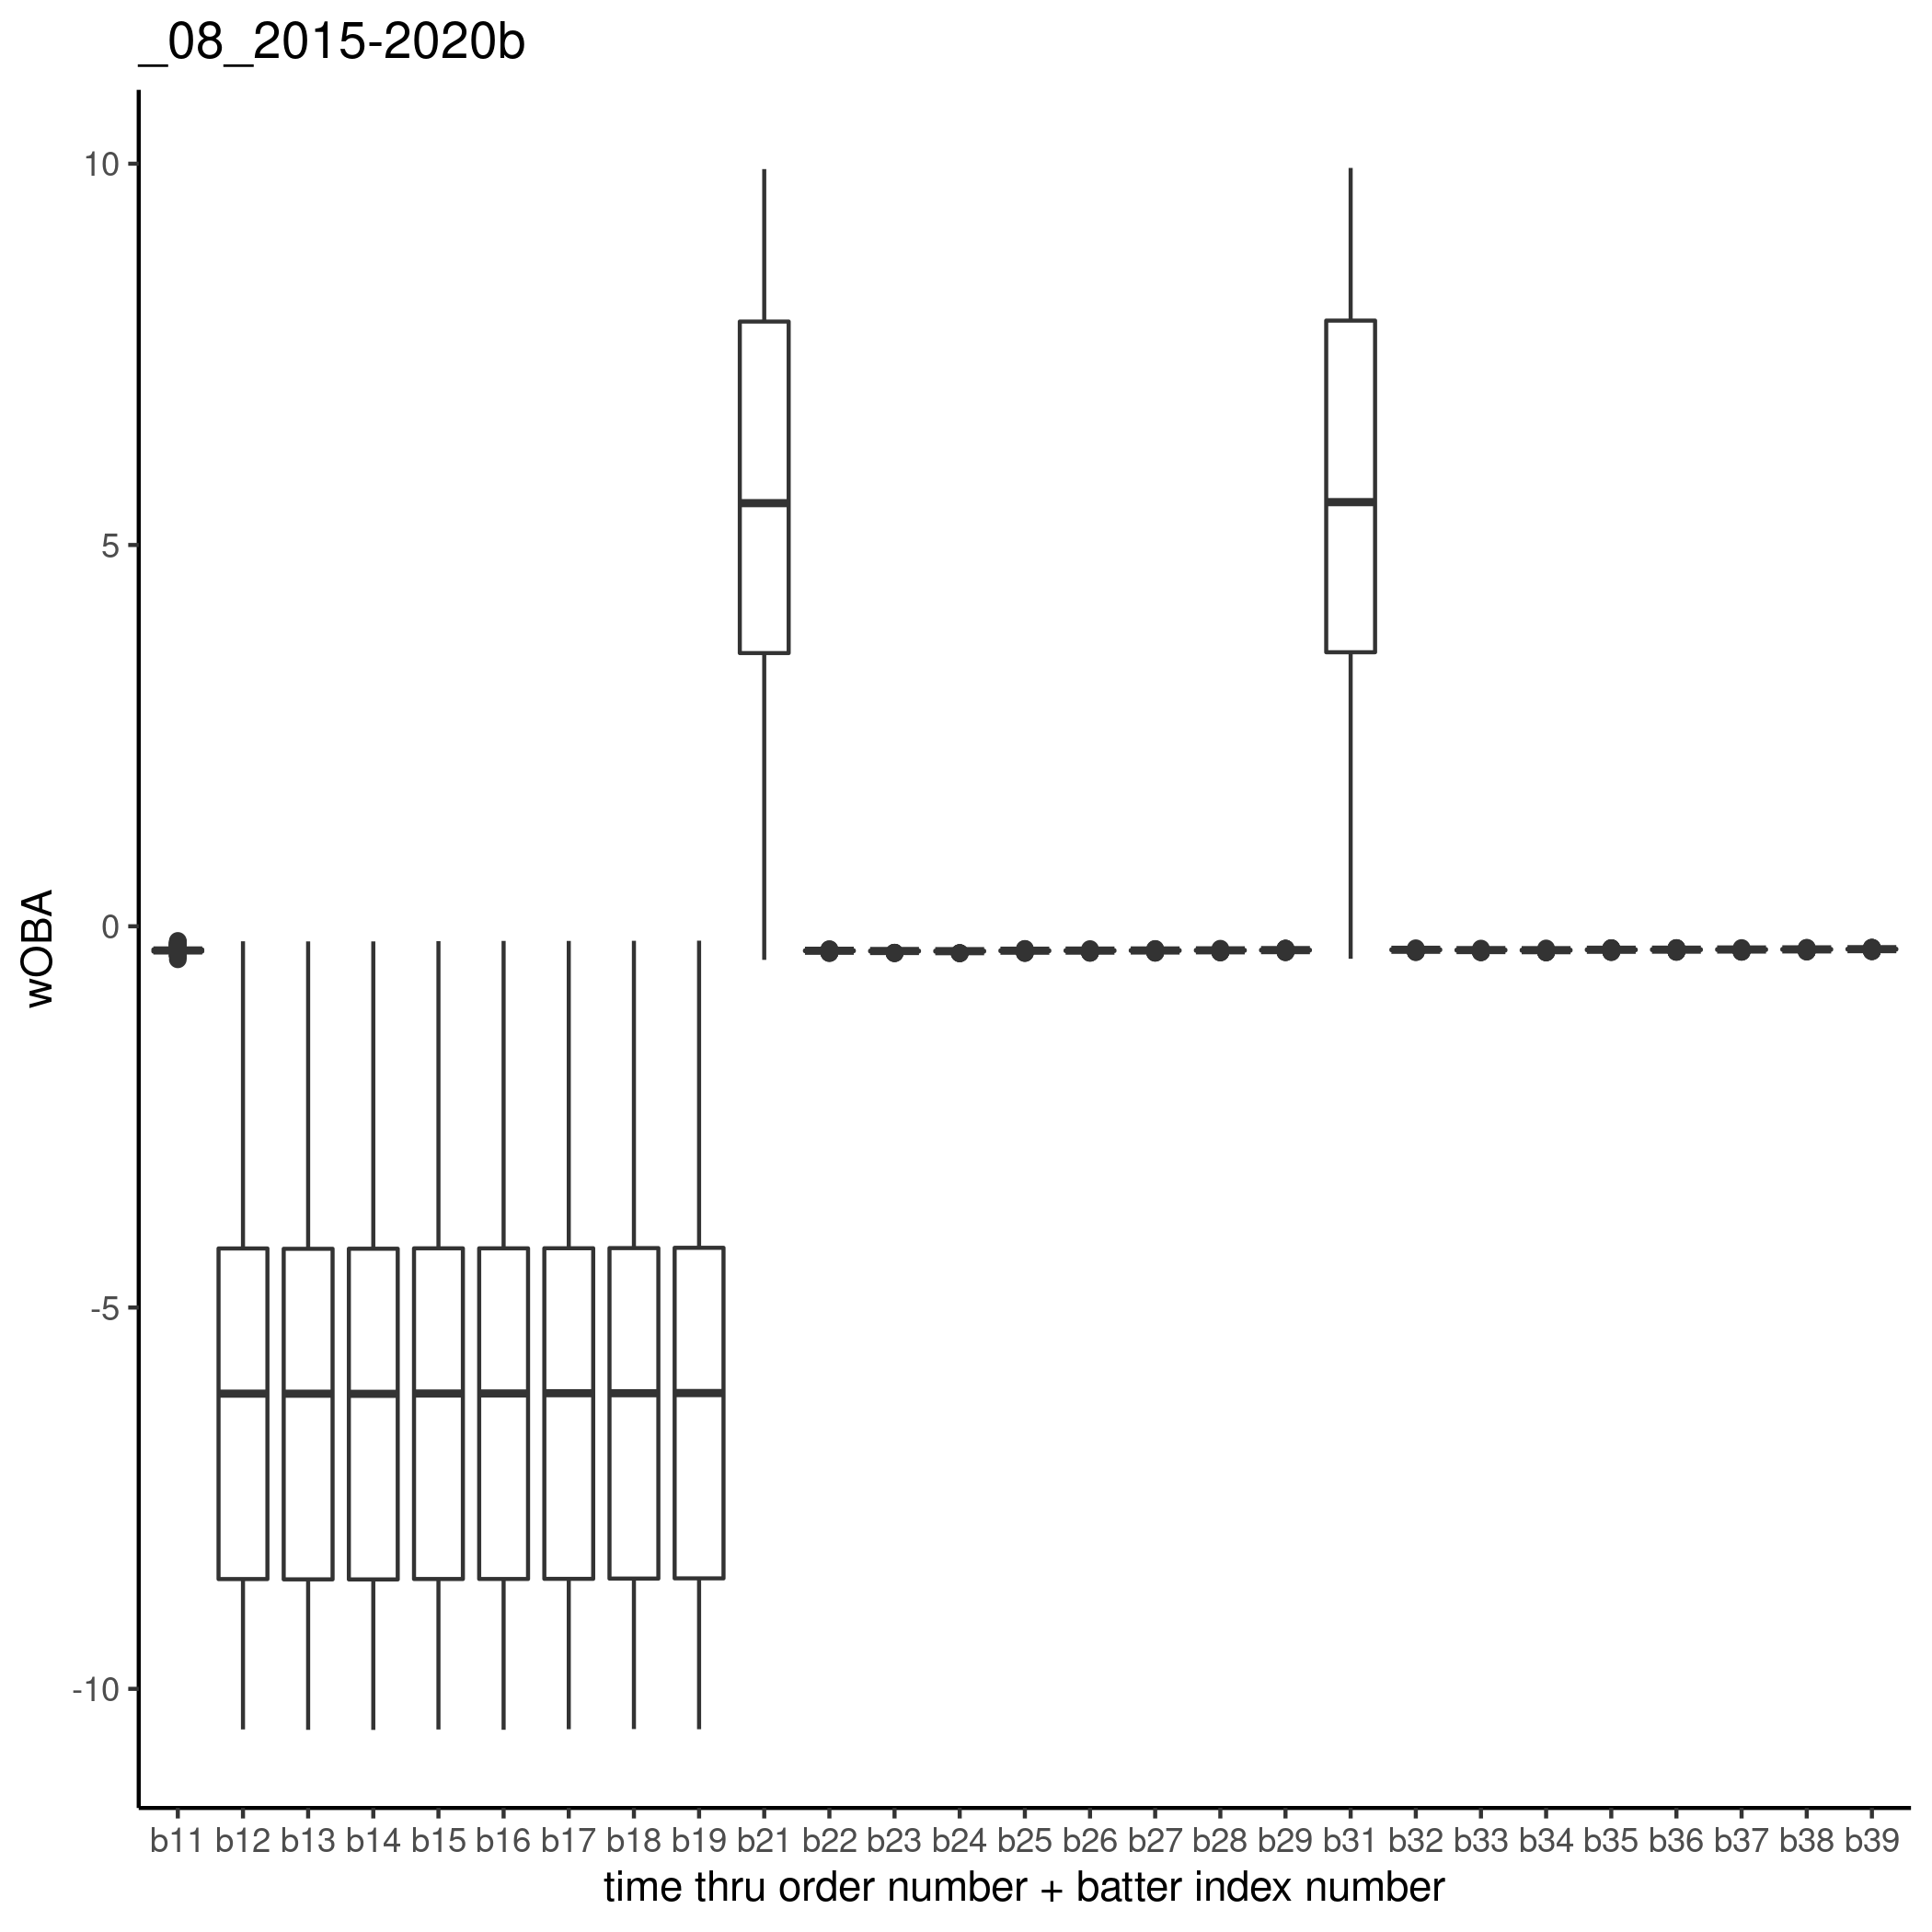 _08_2015-2020b
10
5
0
-5
-10
wOBA
b11 b12 b13 b14 b15 b16 b17 b18 b19 b21 b22 b23 b24 b25 b26 b27 b28 b29 b31 b32 b33 b34 b35 b36 b37 b38 b39
time thru order number + batter index number